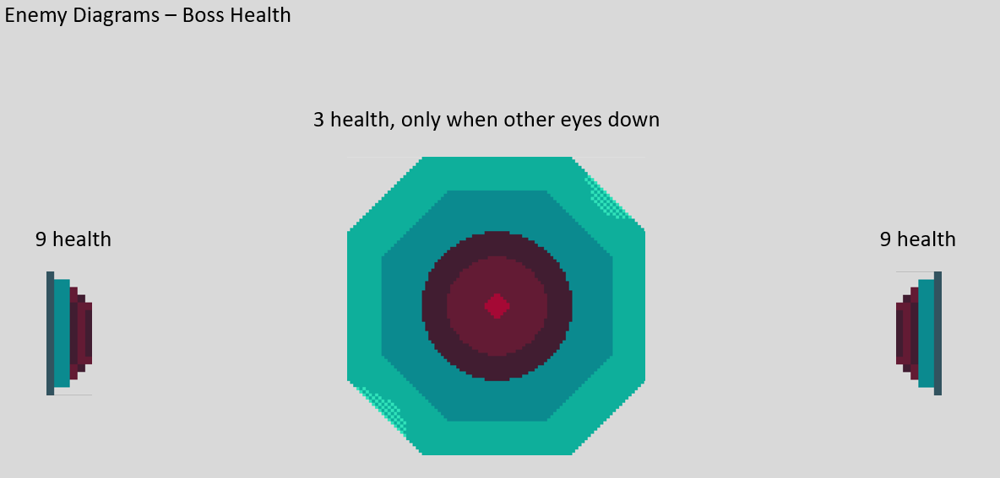 Enemy Diagrams – Boss Health
3 health, only when other eyes down
9 health
9 health